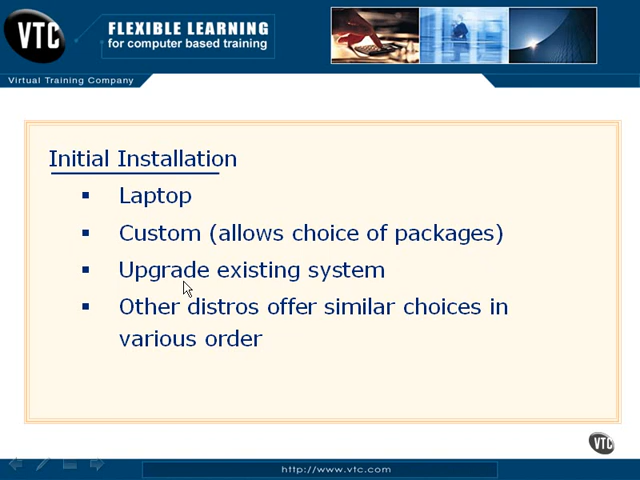 VTC
FLEXIBLE LEARNING
for computer based training
Virtual Training Company
Initial Installation
Laptop
Custom (allows choice of packages)
Upgrade existing system
Other distros offer similar choices in
various order
VTC
http://www.vtc.com